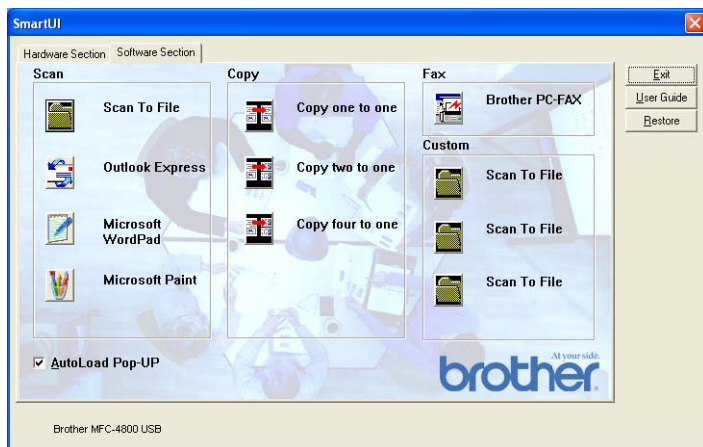 SmartUI
Hardware Section
Software Section
Scan
Scan To File
Outlook Express
Microsoft
WordPad
Microsoft Paint
Copy
Copy one to one
Copy two to one
Copy four to one
Fax
Brother PC-FAX
Custom
Scan To File
Scan To File
Scan To File
Exit
User Guide
Restore
AutoLoad Pop-UP
At your side.
brother
Brother MFC-4800 USB